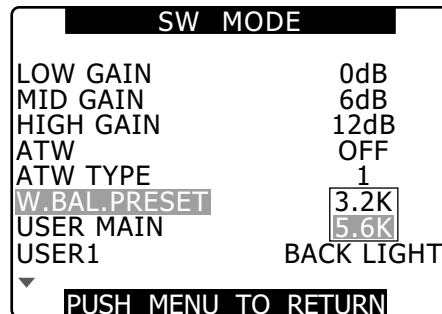 SW MODE
LOW GAIN 0dB
MID GAIN 6dB
HIGH GAIN 12dB
ATW OFF
ATW TYPE 1
W.BAL.PRESET 3.2K
USER MAIN 5.6K
USER1 BACK LIGHT
PUSH MENU TO RETURN